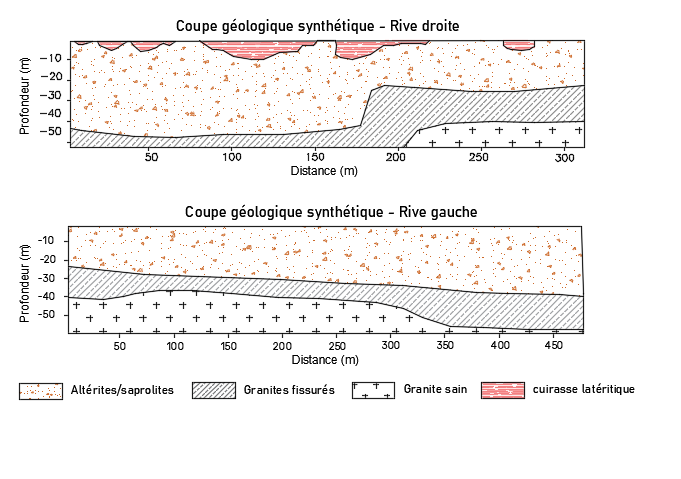 Coupe géologique synthétique - Rive droite
Profondeur (m)
-10
-20
-30
-40
-50
50 100 150 200 250 300
Distance (m)
Coupe géologique synthétique - Rive gauche
Profondeur (m)
-10
-20
-30
-40
-50
50 100 150 200 250 300 350 400 450
Distance (m)
Altérites/saprolites Granites fissurés Granite sain cuirasse latéritique